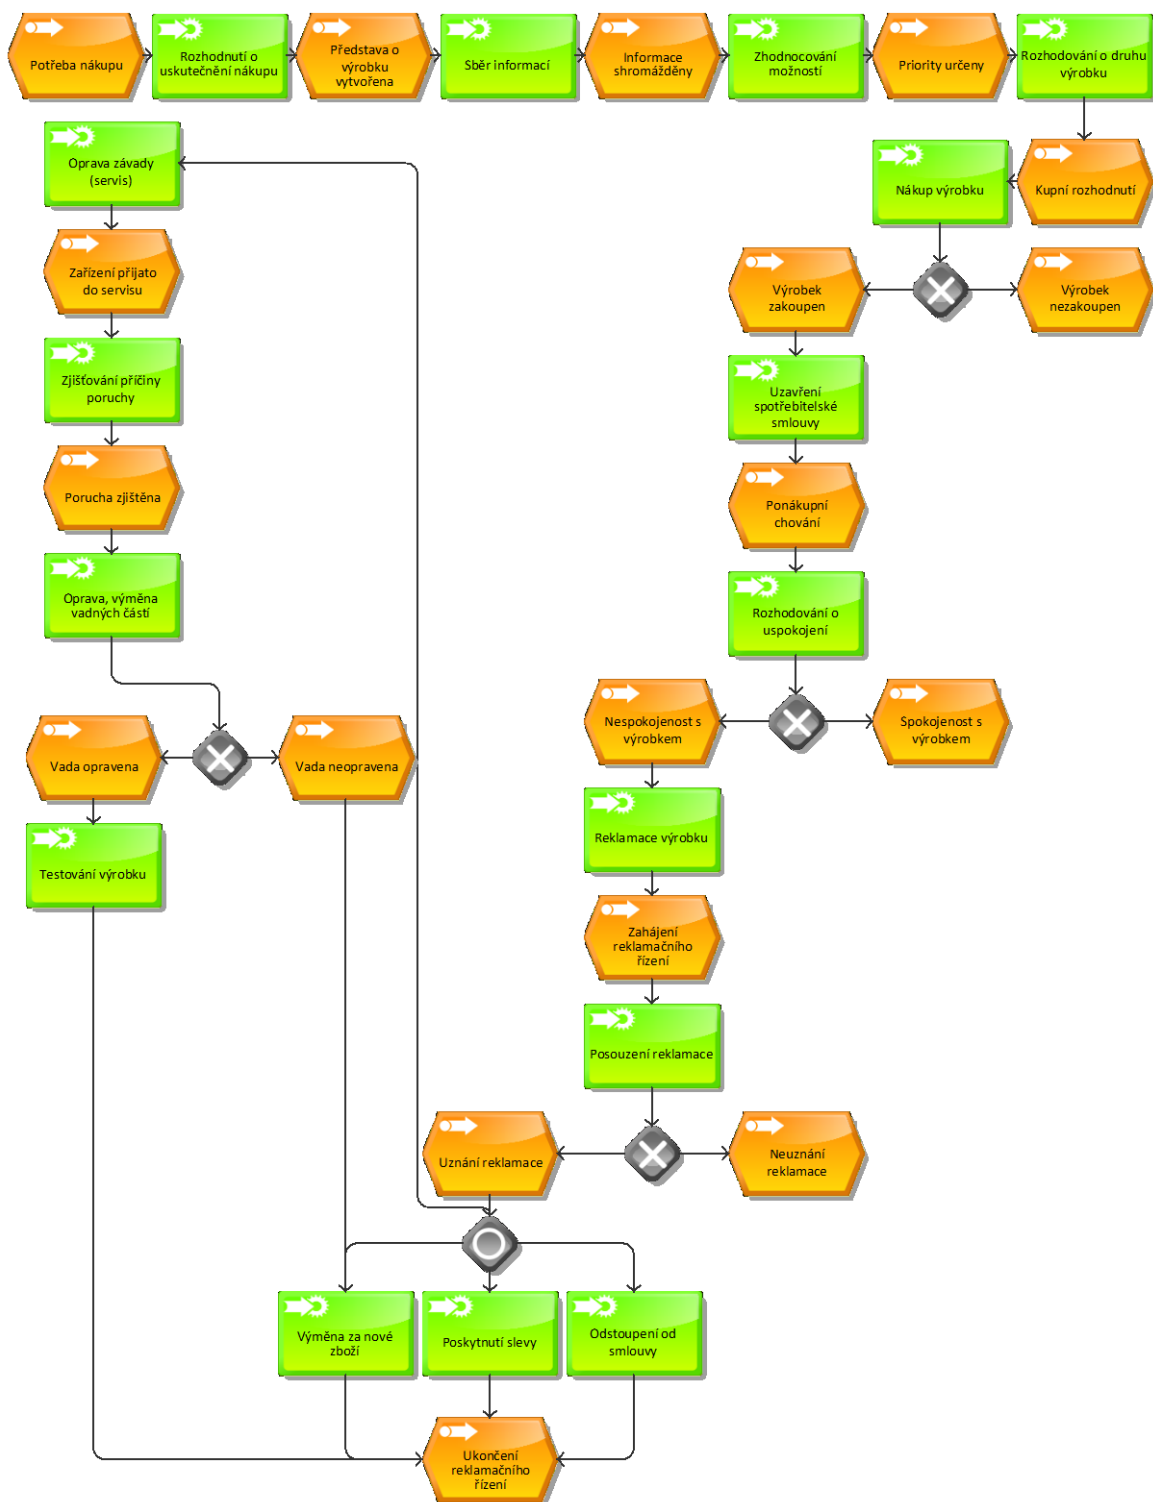 Potřeba nákupu
Rozhodnutí o
uskutečnění nákupu
Představa o
výrobku
vytvořena
Sběr informací
Informace
shromážděny
Zhodnocování
možností
Priority určeny
Rozhodování o druhu
výrobku
Kupní rozhodnutí
Nákup výrobku
Výrobek
zakoupen
Výrobek
nezakoupen
Uzavření
spotřebitelské
smlouvy
Ponákupní
chování
Rozhodování o
uspokojení
Nespokojenost s
výrobkem
Spokojenost s
výrobkem
Reklamace výrobku
Zahájení
reklamačního
řízení
Posouzení reklamace
Uznání reklamace
Neuznání
reklamace
Oprava závady
(servis)
Zařízení přijato
do servisu
Zjišťování příčiny
poruchy
Porucha zjištěna
Oprava, výměna
vadných částí
Vada opravena
Vada neopravena
Testování výrobku
Výměna za nové
zboží
Poskytnutí slevy
Odstoupení od
smlouvy
Ukončení
reklamačního
řízení